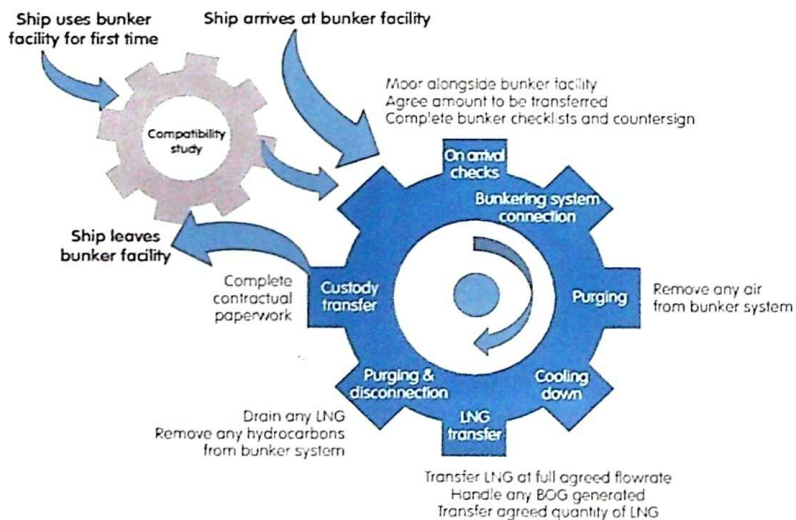 Ship uses bunker
facility for first time
Ship arrives at bunker facility
Compatibility
study
Moor alongside bunker facility
Agree amount to be transferred
Complete bunker checklists and countersign
On arrival
checks
Bunkering system
connection
Purging
Remove any air
from bunker system
Cooling
down
LNG
transfer
Transfer LNG at full agreed flowrate
Handle any BOG generated
Transfer agreed quantity of LNG
Purging &
disconnection
Drain any LNG
Remove any hydrocarbons
from bunker system
Custody
transfer
Complete
contractual
paperwork
Ship leaves
bunker facility